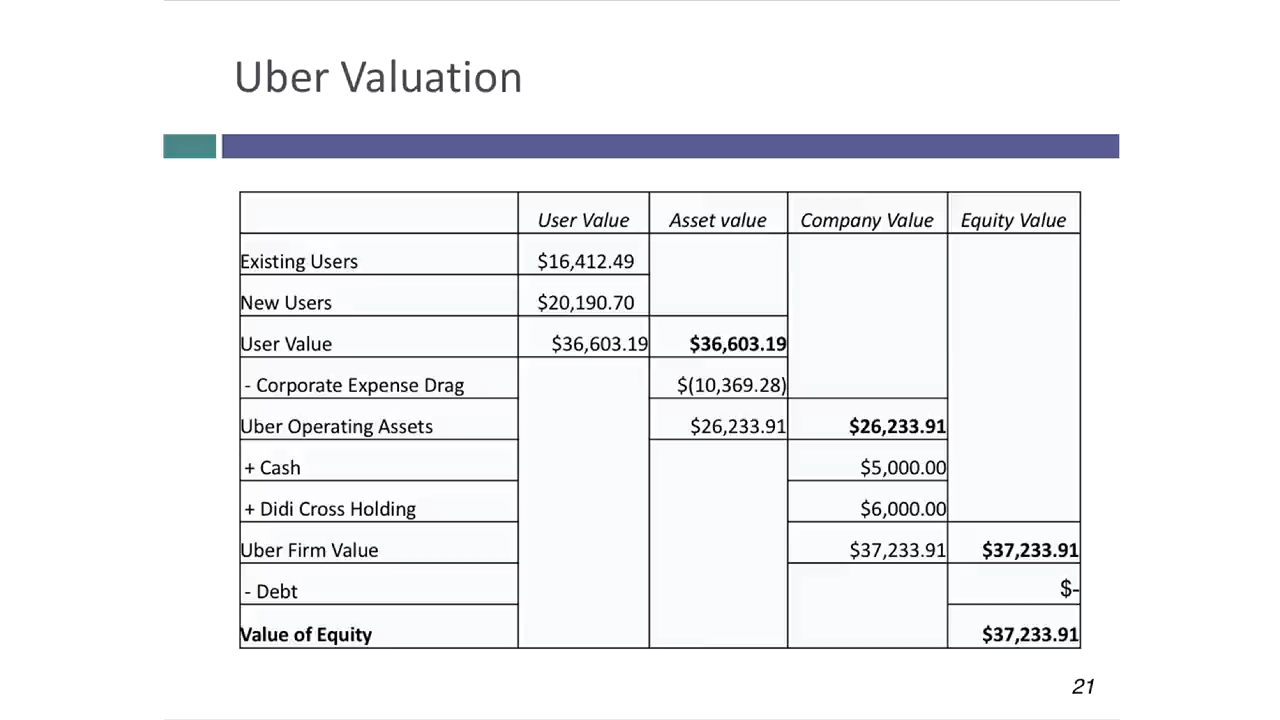 Uber Valuation
User Value Asset value Company Value Equity Value
Existing Users $16,412.49
New Users $20,190.70
User Value $36,603.19 $36,603.19
- Corporate Expense Drag $(10,369.28)
Uber Operating Assets $26,233.91 $26,233.91
+ Cash $5,000.00
+ Didi Cross Holding $6,000.00
Uber Firm Value $37,233.91 $37,233.91
- Debt $-
Value of Equity $37,233.91
21